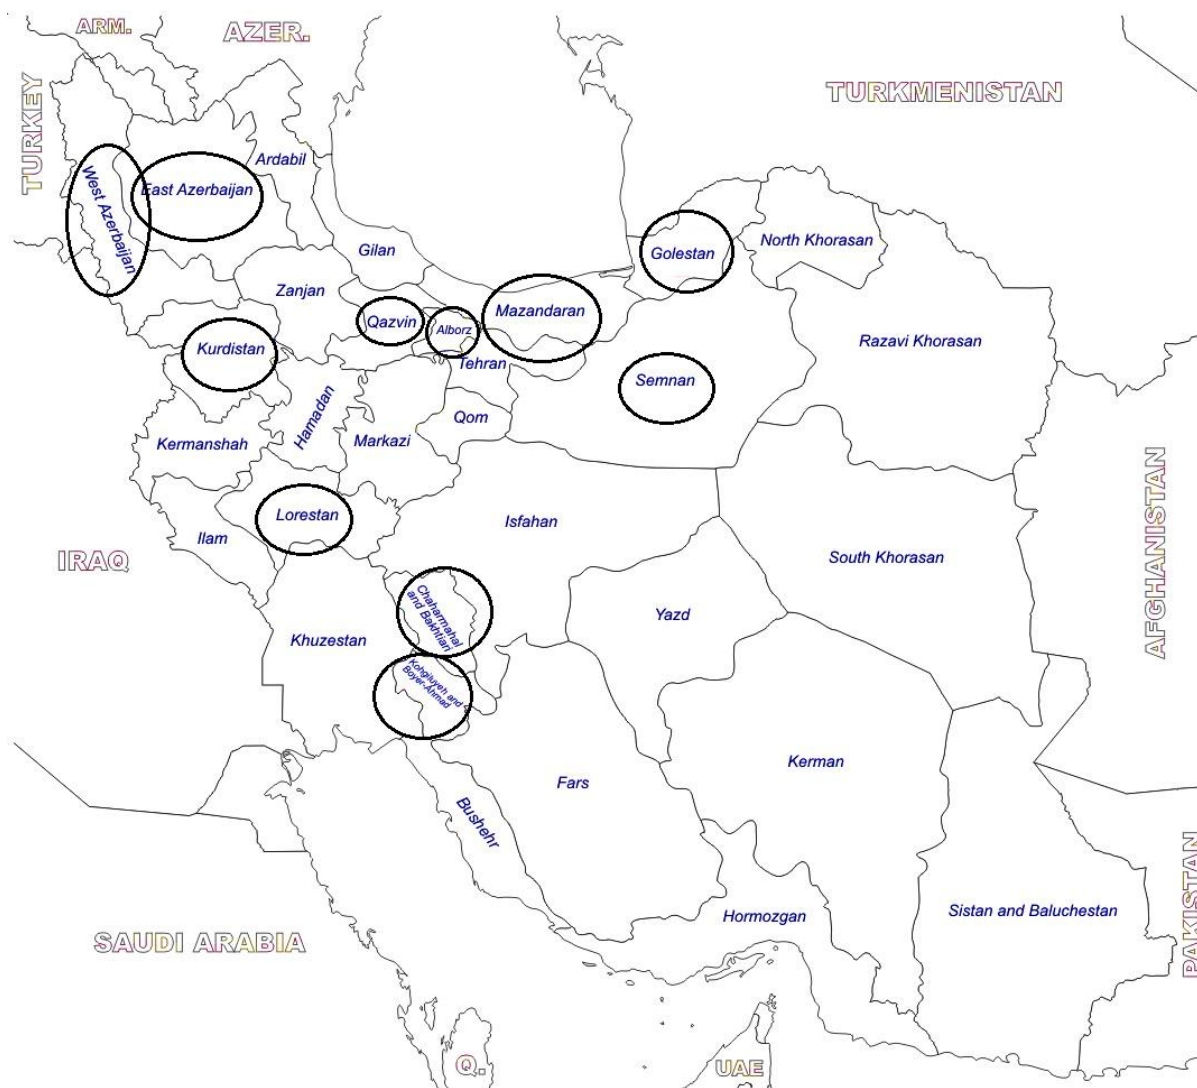 ARM.
AZER.
TURKEY
TURKMENISTAN
Ardabil
West Azerbaijan
East Azerbaijan
Gilan
Golestan
North Khorasan
Zanjan
Qazvin
Alborz
Mazandaran
Kurdistan
Tehran
Semnan
Razavi Khorasan
Hamadan
Qom
Kermanshah
Markazi
Lorestan
Isfahan
Ilam
South Khorasan
IRAQ
AFGHANISTAN
Chaharmahal
and Bakhtiari
Yazd
Khuzestan
Kohgiluyeh and
Boyer-Ahmad
Kerman
Fars
Bushehr
Hormozgan
Sistan and Baluchestan
SAUDI ARABIA
PAKISTAN
Q.
UAE